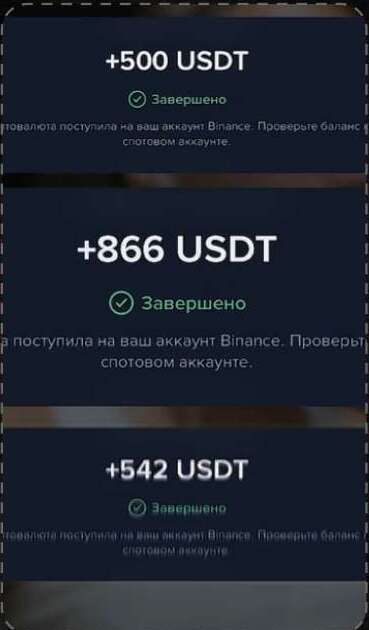 +500 USDT
Завершено
товалюта поступила на ваш аккаунт Binance. Проверьте баланс
спотовом аккаунте.
+866 USDT
Завершено
а поступила на ваш аккаунт Binance. Проверьт
спотовом аккаунте.
+542 USDT
Завершено
товалюта поступила на ваш аккаунт Binance. Проверьте баланс
спотовом аккаунте.